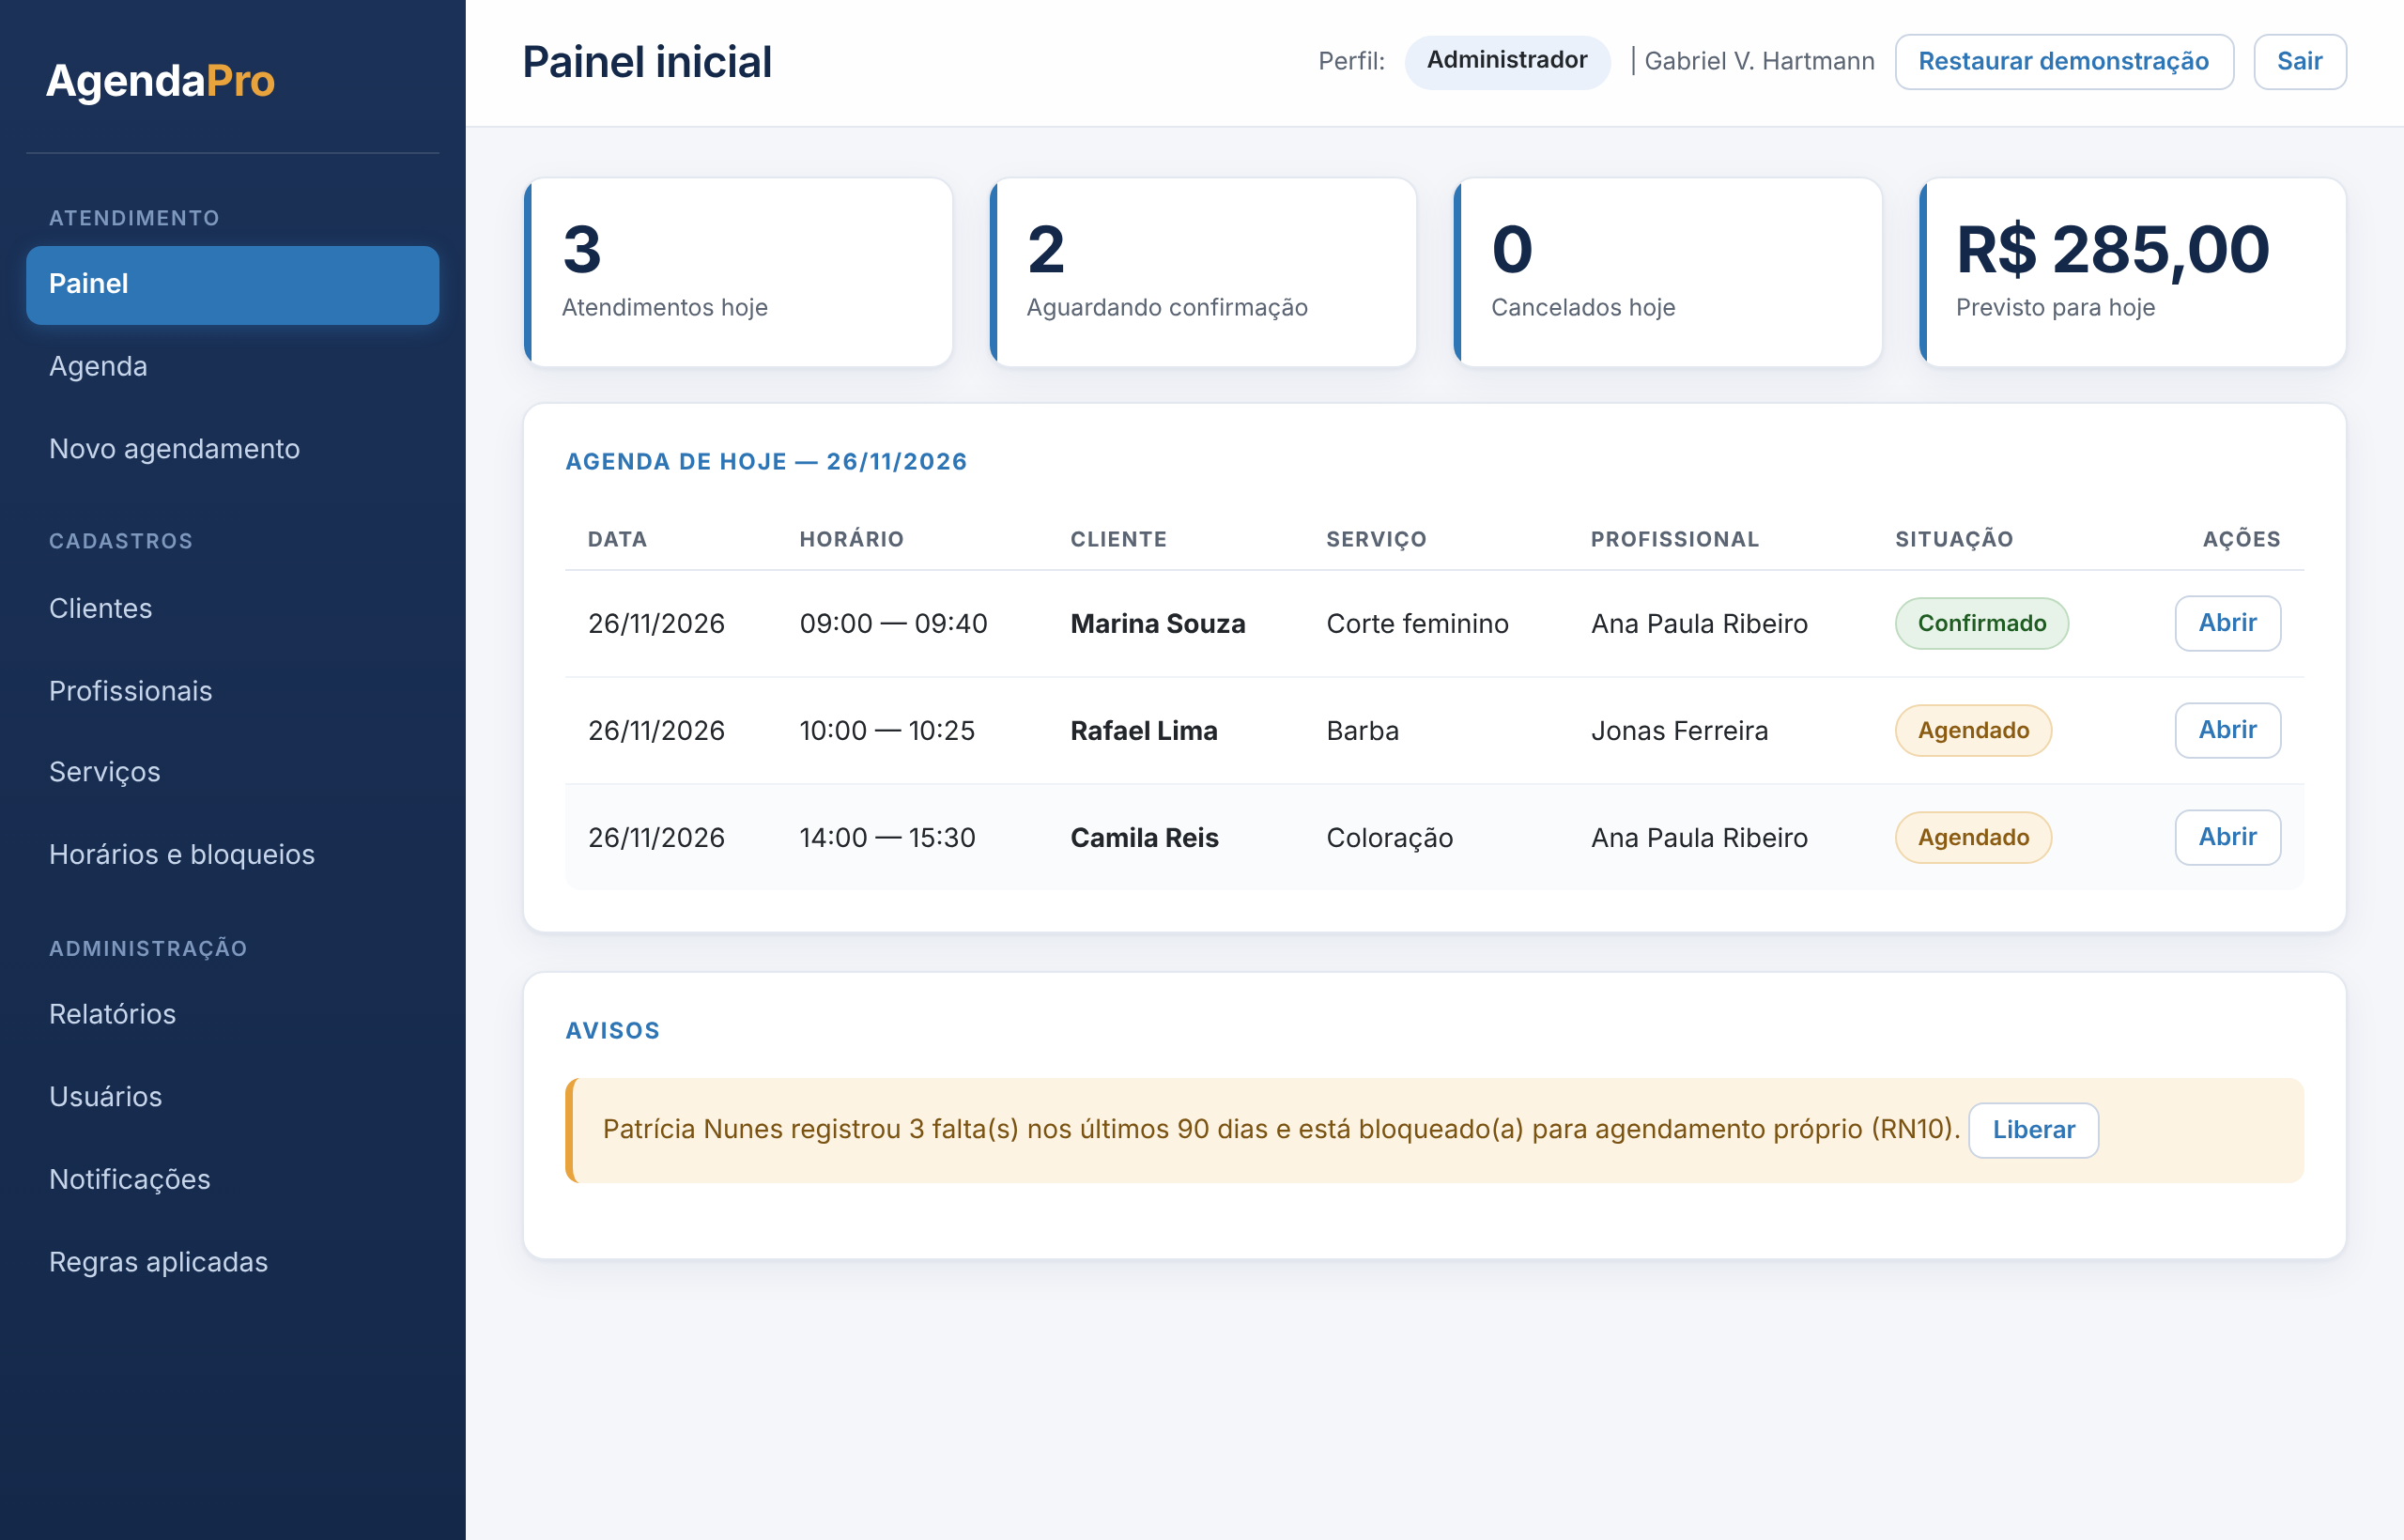 AgendaPro
ATENDIMENTO
Painel
Agenda
Novo agendamento
CADASTROS
Clientes
Profissionais
Serviços
Horários e bloqueios
ADMINISTRAÇÃO
Relatórios
Usuários
Notificações
Regras aplicadas
Painel inicial
Perfil: Administrador | Gabriel V. Hartmann Restaurar demonstração Sair
3
Atendimentos hoje
2
Aguardando confirmação
0
Cancelados hoje
R$ 285,00
Previsto para hoje
AGENDA DE HOJE — 26/11/2026
DATA HORÁRIO CLIENTE SERVIÇO PROFISSIONAL SITUAÇÃO AÇÕES
26/11/2026 09:00 — 09:40 Marina Souza Corte feminino Ana Paula Ribeiro Confirmado Abrir
26/11/2026 10:00 — 10:25 Rafael Lima Barba Jonas Ferreira Agendado Abrir
26/11/2026 14:00 — 15:30 Camila Reis Coloração Ana Paula Ribeiro Agendado Abrir
AVISOS
Patrícia Nunes registrou 3 falta(s) nos últimos 90 dias e está bloqueado(a) para agendamento próprio (RN10). Liberar